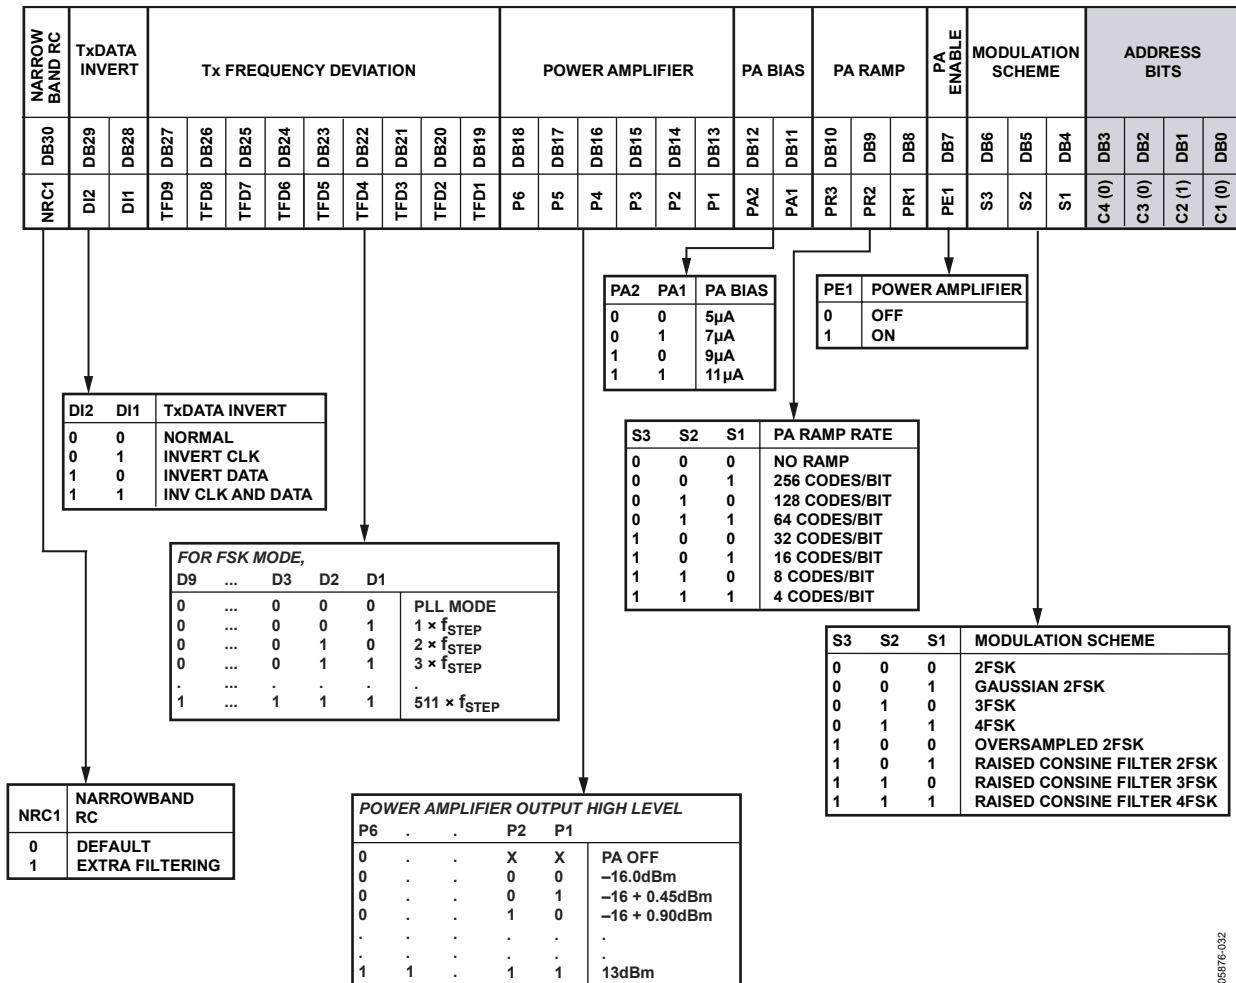 NARROW
BAND RC
TxDATA
INVERT
Tx FREQUENCY DEVIATION
POWER AMPLIFIER
PA BIAS
PA RAMP
PA
ENABLE
MODULATION
SCHEME
ADDRESS
BITS
DB30 DB29 DB28 DB27 DB26 DB25 DB24 DB23 DB22 DB21 DB20 DB19 DB18 DB17 DB16 DB15 DB14 DB13 DB12 DB11 DB10 DB9 DB8 DB7 DB6 DB5 DB4 DB3 DB2 DB1 DB0
NRC1 DI2 DI1 TFD9 TFD8 TFD7 TFD6 TFD5 TFD4 TFD3 TFD2 TFD1 P6 P5 P4 P3 P2 P1 PA2 PA1 PR3 PR2 PR1 PE1 S3 S2 S1 C4 (0) C3 (0) C2 (1) C1 (0)
PA2 PA1 PA BIAS
0 0 5µA
0 1 7µA
1 0 9µA
1 1 11µA
PE1 POWER AMPLIFIER
0 OFF
1 ON
DI2 DI1 TxDATA INVERT
0 0 NORMAL
0 1 INVERT CLK
1 0 INVERT DATA
1 1 INV CLK AND DATA
S3 S2 S1 PA RAMP RATE
0 0 0 NO RAMP
0 0 1 256 CODES/BIT
0 1 0 128 CODES/BIT
0 1 1 64 CODES/BIT
1 0 0 32 CODES/BIT
1 0 1 16 CODES/BIT
1 1 0 8 CODES/BIT
1 1 1 4 CODES/BIT
FOR FSK MODE,
D9 ... D3 D2 D1
0 ... 0 0 0 PLL MODE
0 ... 0 0 1 1 × fSTEP
0 ... 0 1 0 2 × fSTEP
0 ... 0 1 1 3 × fSTEP
. ... . . . .
1 ... 1 1 1 511 × fSTEP
S3 S2 S1 MODULATION SCHEME
0 0 0 2FSK
0 0 1 GAUSSIAN 2FSK
0 1 0 3FSK
0 1 1 4FSK
1 0 0 OVERSAMPLED 2FSK
1 0 1 RAISED CONSINE FILTER 2FSK
1 1 0 RAISED CONSINE FILTER 3FSK
1 1 1 RAISED CONSINE FILTER 4FSK
NRC1 NARROWBAND
RC
0 DEFAULT
1 EXTRA FILTERING
POWER AMPLIFIER OUTPUT HIGH LEVEL
P6 . . P2 P1
0 . . X X PA OFF
0 . . 0 0 –16.0dBm
0 . . 0 1 –16 + 0.45dBm
0 . . 1 0 –16 + 0.90dBm
. . . . . .
. . . . . .
1 1 . 1 1 13dBm
05876-032